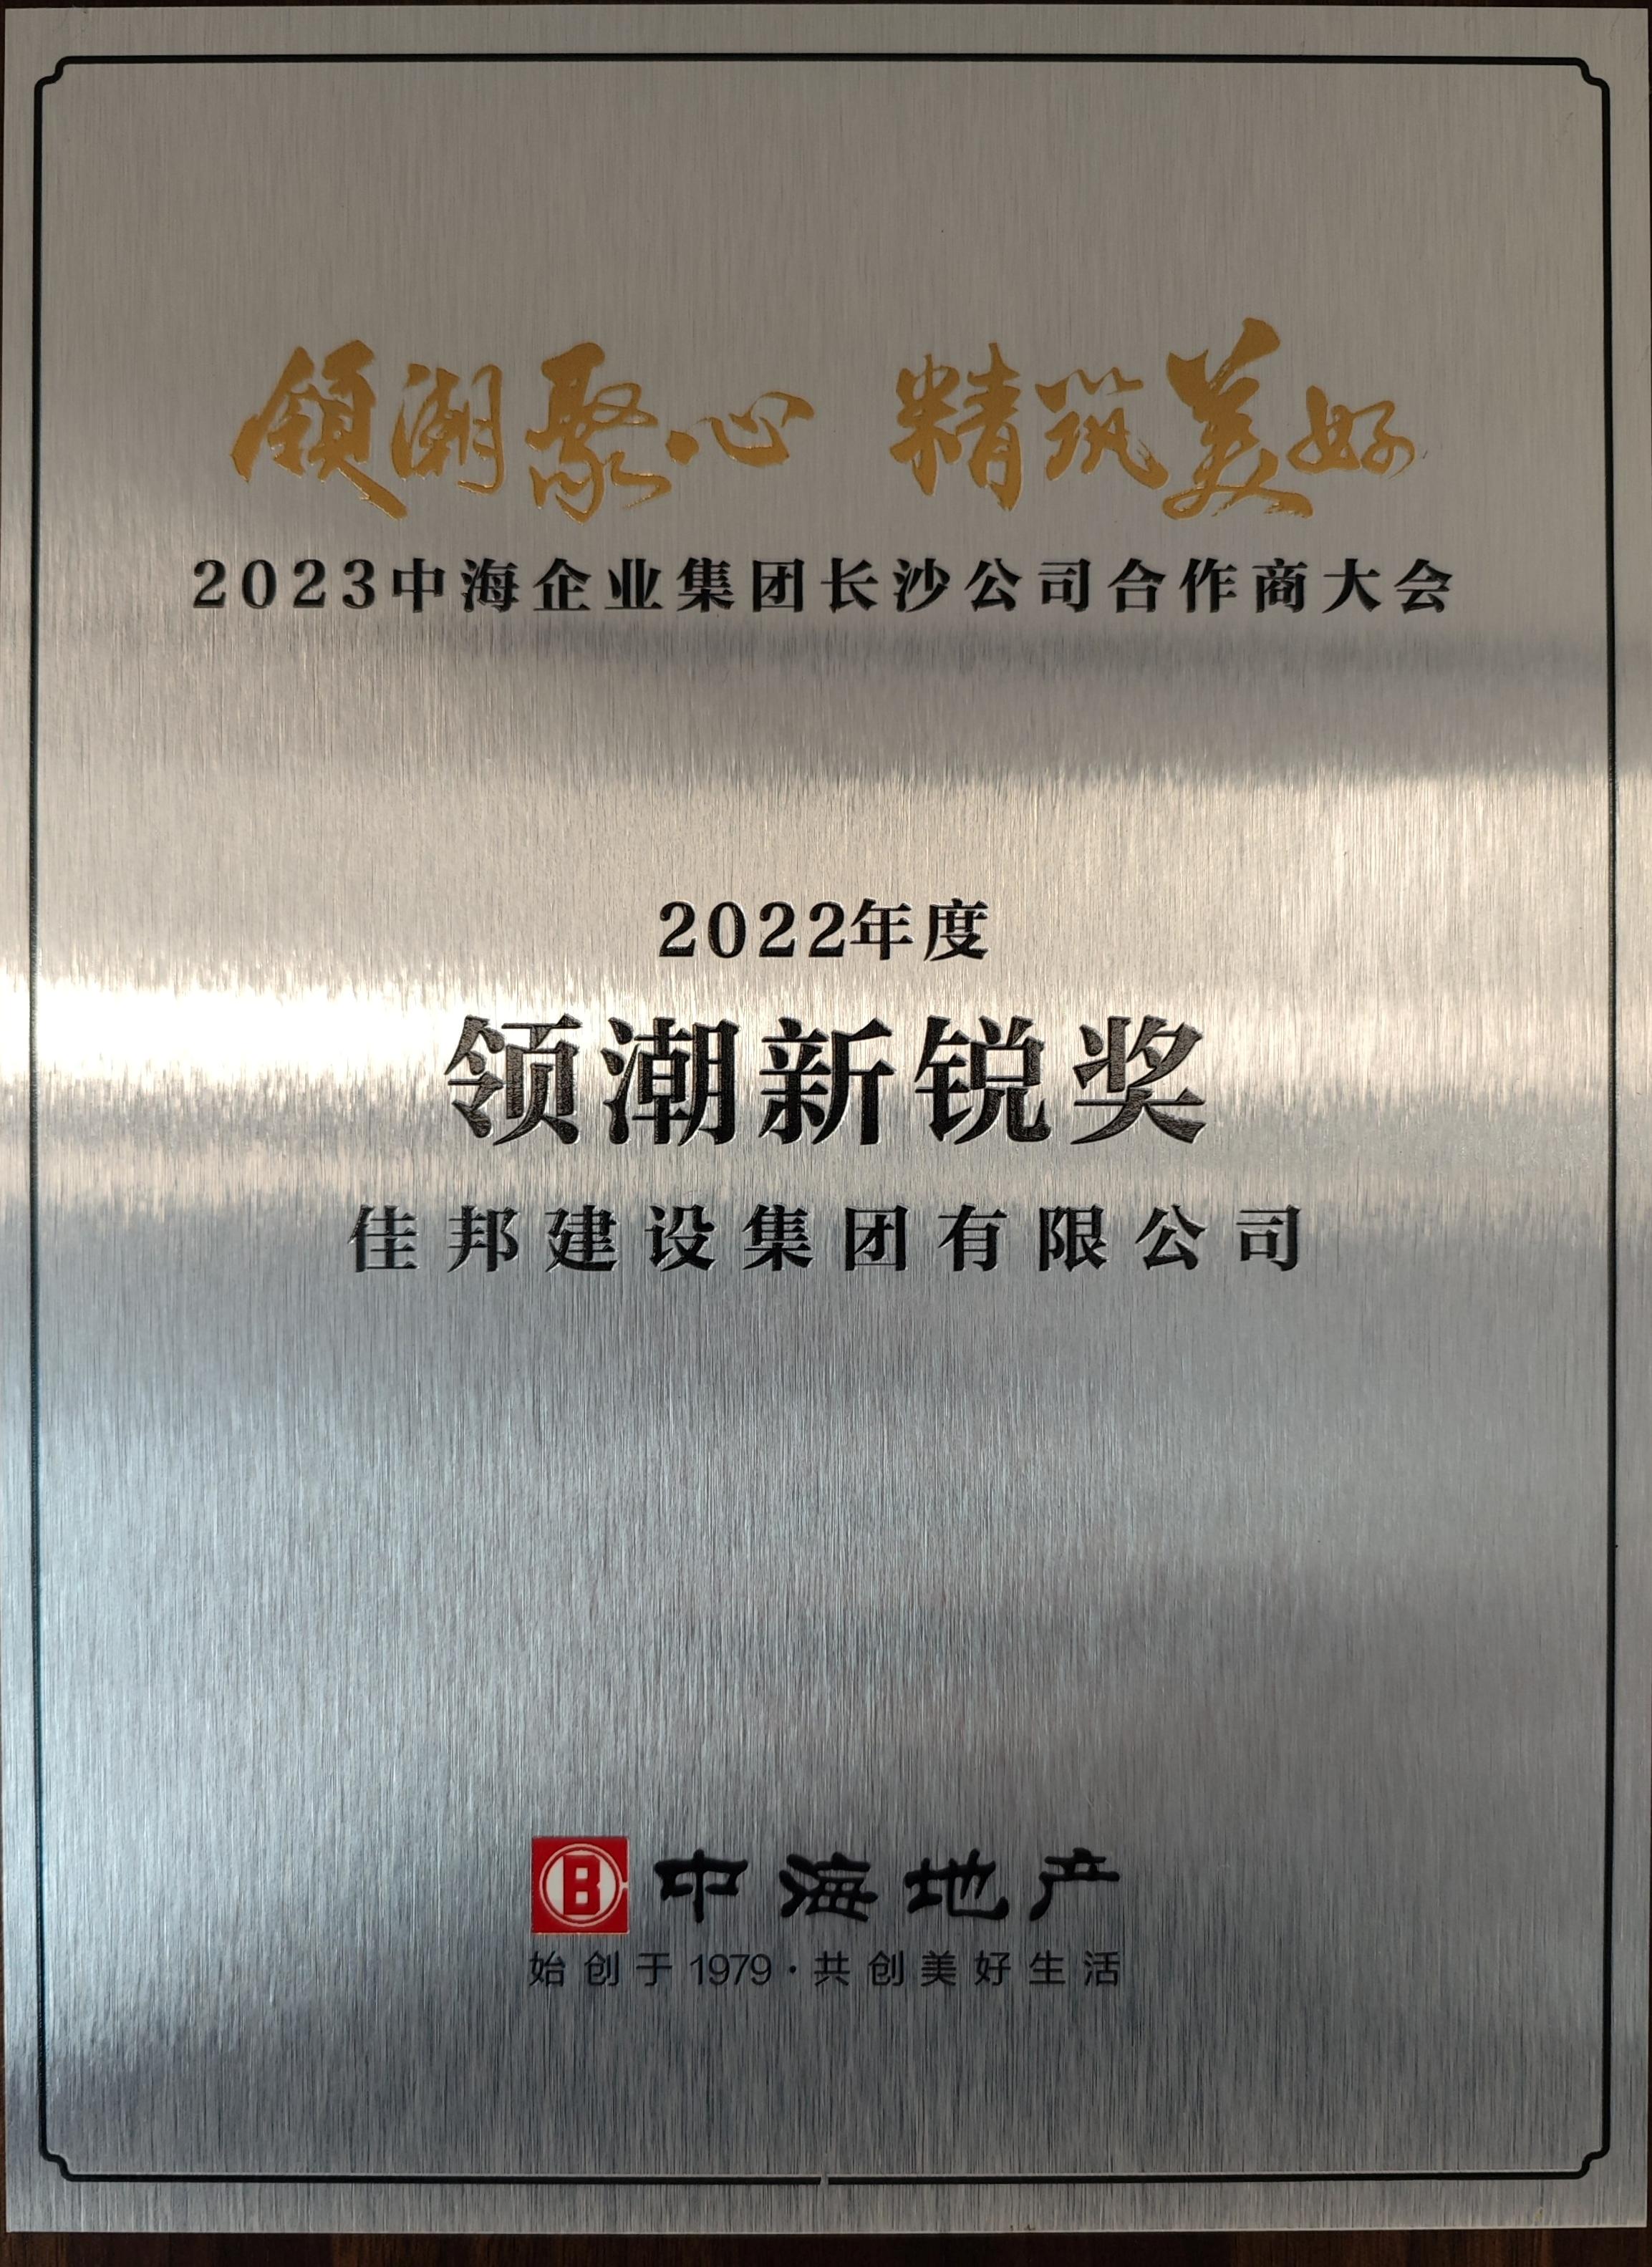 领潮聚心 精筑美好
2023中海企业集团长沙公司合作商大会
2022年度
领潮新锐奖
佳邦建设集团有限公司
中海地产
始创于1979·共创美好生活